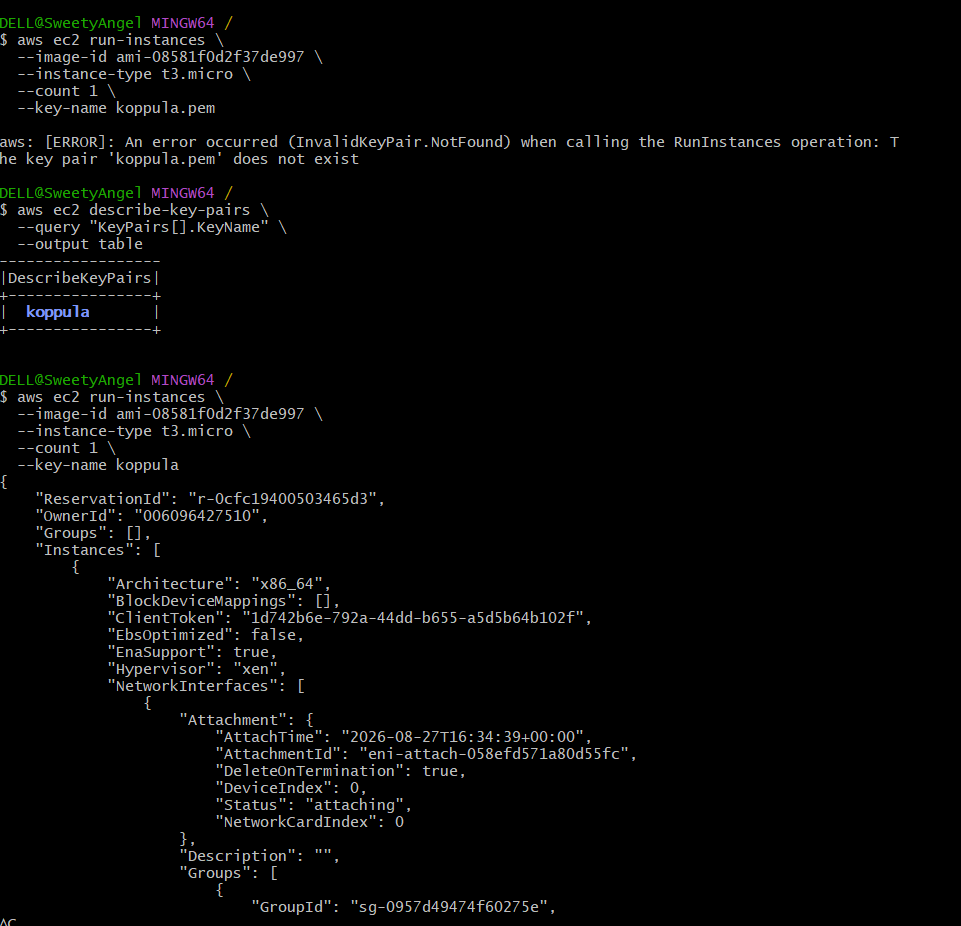 DELL@SweetyAngel MINGW64 /
$ aws ec2 run-instances \
  --image-id ami-08581f0d2f37de997 \
  --instance-type t3.micro \
  --count 1 \
  --key-name koppula.pem

aws: [ERROR]: An error occurred (InvalidKeyPair.NotFound) when calling the RunInstances operation: T
he key pair 'koppula.pem' does not exist

DELL@SweetyAngel MINGW64 /
$ aws ec2 describe-key-pairs \
  --query "KeyPairs[].KeyName" \
  --output table
------------------
|DescribeKeyPairs|
+----------------+
|  koppula       |
+----------------+

DELL@SweetyAngel MINGW64 /
$ aws ec2 run-instances \
  --image-id ami-08581f0d2f37de997 \
  --instance-type t3.micro \
  --count 1 \
  --key-name koppula
{
    "ReservationId": "r-0cfc19400503465d3",
    "OwnerId": "006096427510",
    "Groups": [],
    "Instances": [
        {
            "Architecture": "x86_64",
            "BlockDeviceMappings": [],
            "ClientToken": "1d742b6e-792a-44dd-b655-a5d5b64b102f",
            "EbsOptimized": false,
            "EnaSupport": true,
            "Hypervisor": "xen",
            "NetworkInterfaces": [
                {
                    "Attachment": {
                        "AttachTime": "2026-08-27T16:34:39+00:00",
                        "AttachmentId": "eni-attach-058efd571a80d55fc",
                        "DeleteOnTermination": true,
                        "DeviceIndex": 0,
                        "Status": "attaching",
                        "NetworkCardIndex": 0
                    },
                    "Description": "",
                    "Groups": [
                        {
                            "GroupId": "sg-0957d49474f60275e",
^C